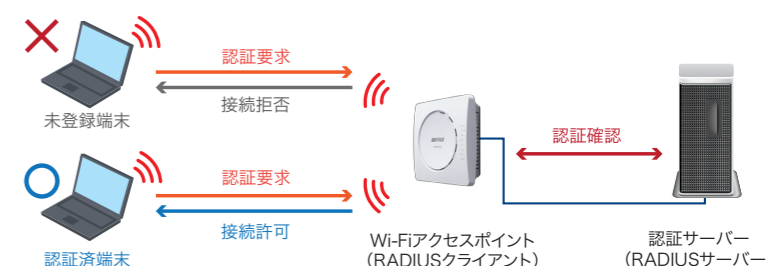 認証要求
接続拒否
未登録端末
認証要求
接続許可
認証済端末
認証確認
Wi-Fiアクセスポイント
(RADIUSクライアント)
認証サーバー
(RADIUSサーバー